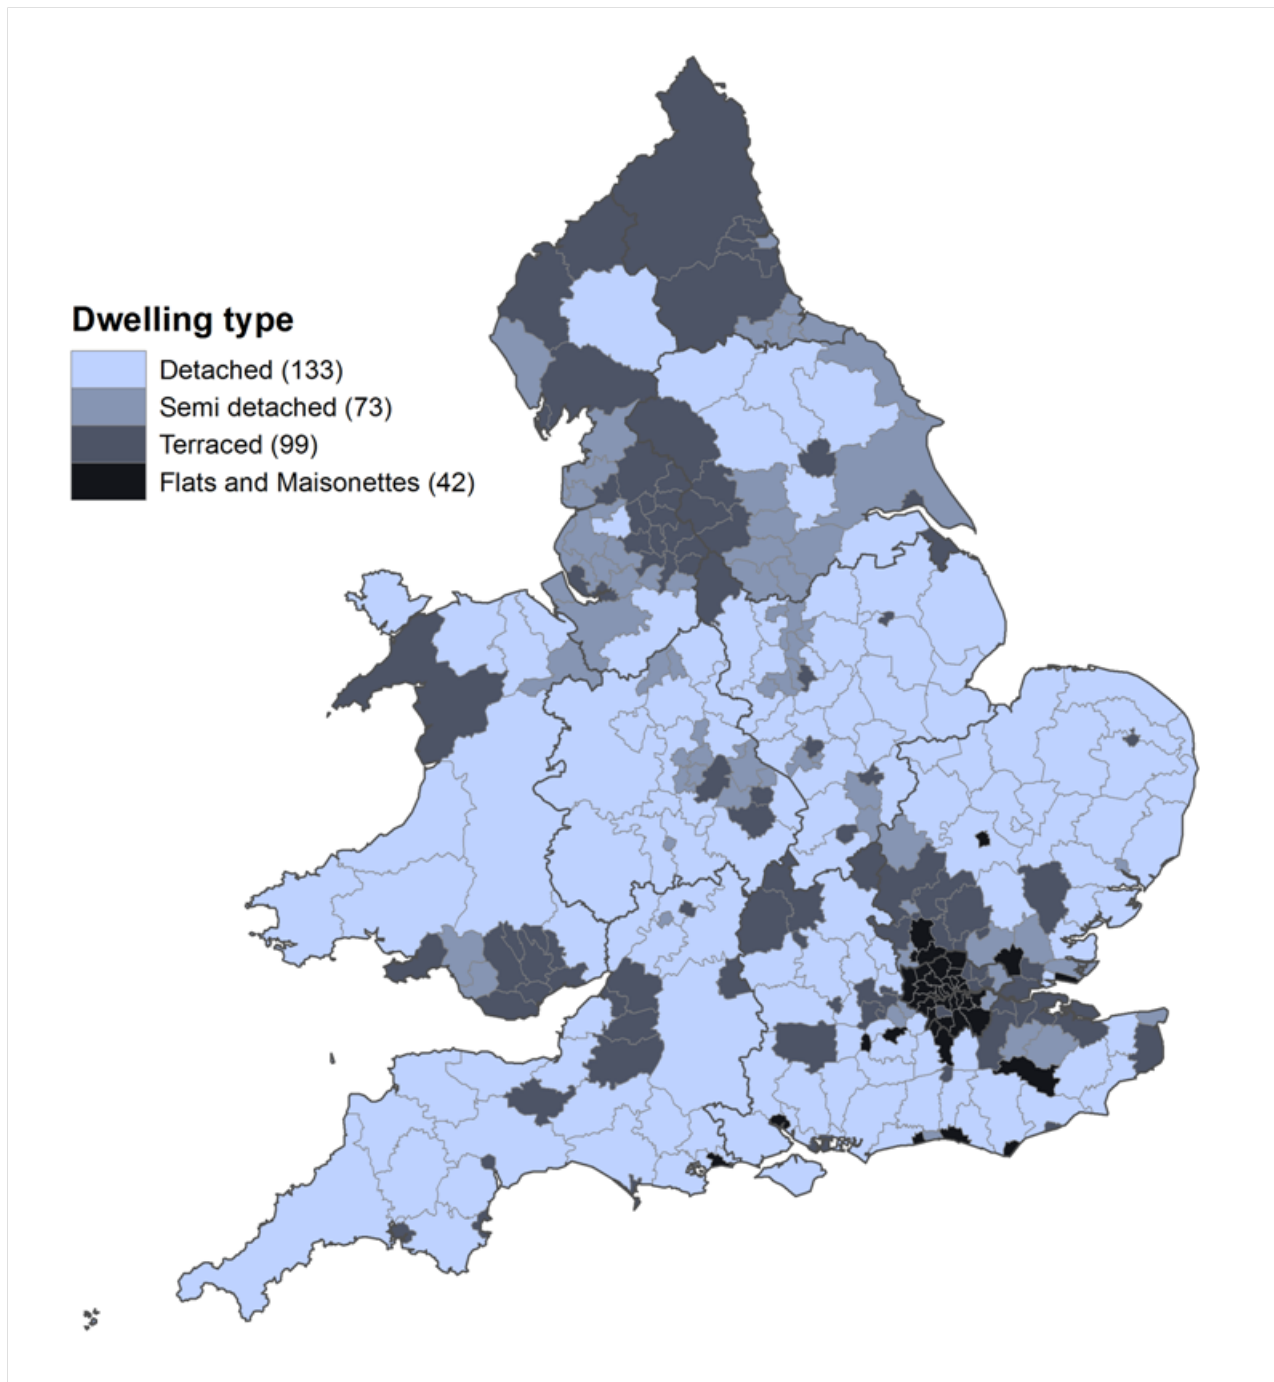 Dwelling type
Detached (133)
Semi detached (73)
Terraced (99)
Flats and Maisonettes (42)